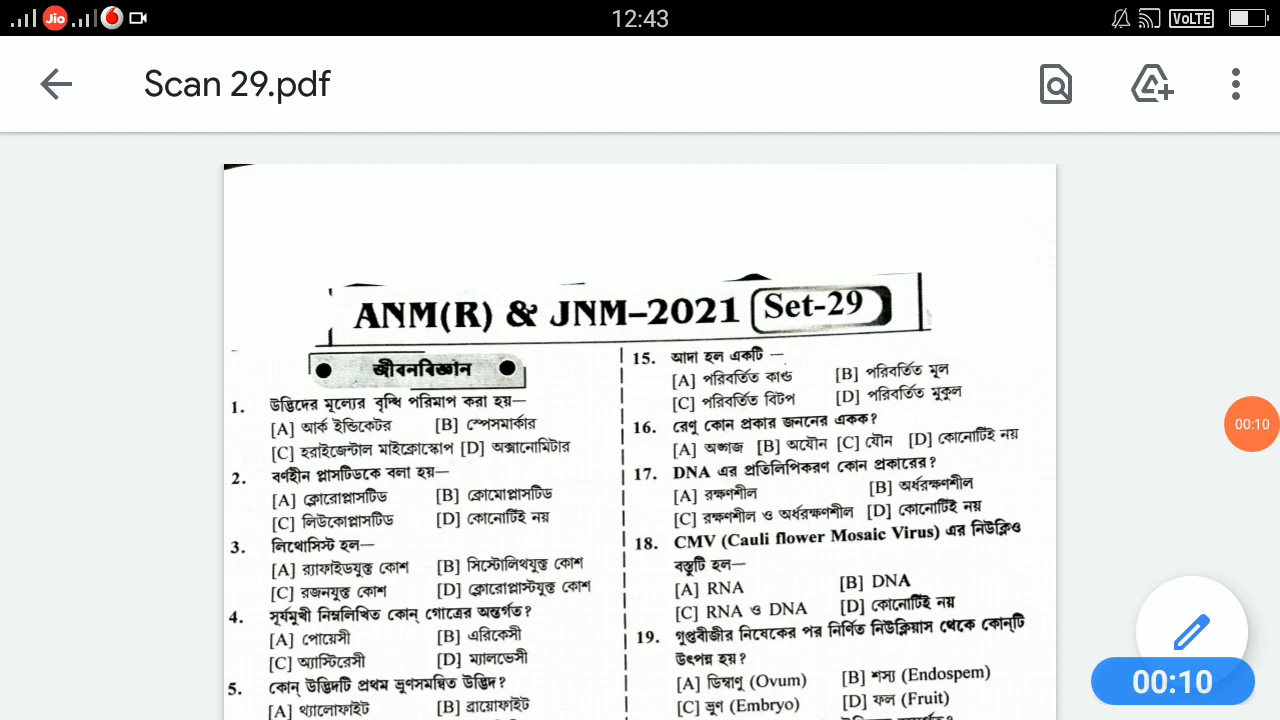 Jio
12:43
VoLTE
Scan 29.pdf
ANM(R) & JNM–2021 Set-29
জীবনবিজ্ঞান
1. উদ্ভিদের মূল্যের বৃদ্ধি পরিমাপ করা হয়—
[A] আর্ক ইন্ডিকেটর [B] স্পেসমার্কার
[C] হরাইজেন্টাল মাইক্রোস্কোপ [D] অক্সানোমিটার
2. বর্ণহীন প্লাসটিডকে বলা হয়—
[A] ক্লোরোপ্লাসটিড [B] ক্রোমোপ্লাসটিড
[C] লিউকোপ্লাসটিড [D] কোনোটিই নয়
3. লিথোসিস্ট হল—
[A] র‍্যাফাইডযুক্ত কোশ [B] সিস্টোলিথযুক্ত কোশ
[C] রজনযুক্ত কোশ [D] ক্লোরোপ্লাস্টযুক্ত কোশ
4. সূর্যমুখী নিম্নলিখিত কোন্ গোত্রের অন্তর্গত?
[A] পোয়েসী [B] এরিকেসী
[C] অ্যাস্টিরেসী [D] ম্যালভেসী
5. কোন্ উদ্ভিদটি প্রথম ভ্রূণসমন্বিত উদ্ভিদ?
[A] থ্যালোফাইট [B] ব্রায়োফাইট
15. আদা হল একটি —
[A] পরিবর্তিত কাণ্ড [B] পরিবর্তিত মূল
[C] পরিবর্তিত বিটপ [D] পরিবর্তিত মুকুল
16. রেণু কোন প্রকার জননের একক?
[A] অঙ্গজ [B] অযৌন [C] যৌন [D] কোনোটিই নয়
17. DNA এর প্রতিলিপিকরণ কোন প্রকারের?
[A] রক্ষণশীল [B] অর্ধরক্ষণশীল
[C] রক্ষণশীল ও অর্ধরক্ষণশীল [D] কোনোটিই নয়
18. CMV (Cauli flower Mosaic Virus) এর নিউক্লিও
বস্তুটি হল—
[A] RNA [B] DNA
[C] RNA ও DNA [D] কোনোটিই নয়
19. গুপ্তবীজীর নিষেকের পর নির্ণিত নিউক্লিয়াস থেকে কোন্‌টি
উৎপন্ন হয়?
[A] ডিম্বাণু (Ovum) [B] শস্য (Endospem)
[C] ভ্রূণ (Embryo) [D] ফল (Fruit)
00:10
00:10